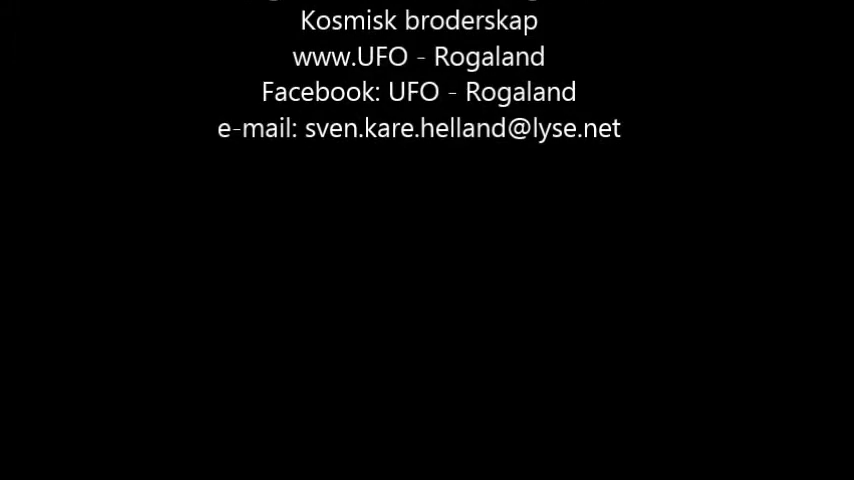 Kosmisk broderskap
www.UFO - Rogaland
Facebook: UFO - Rogaland
e-mail: sven.kare.helland@lyse.net